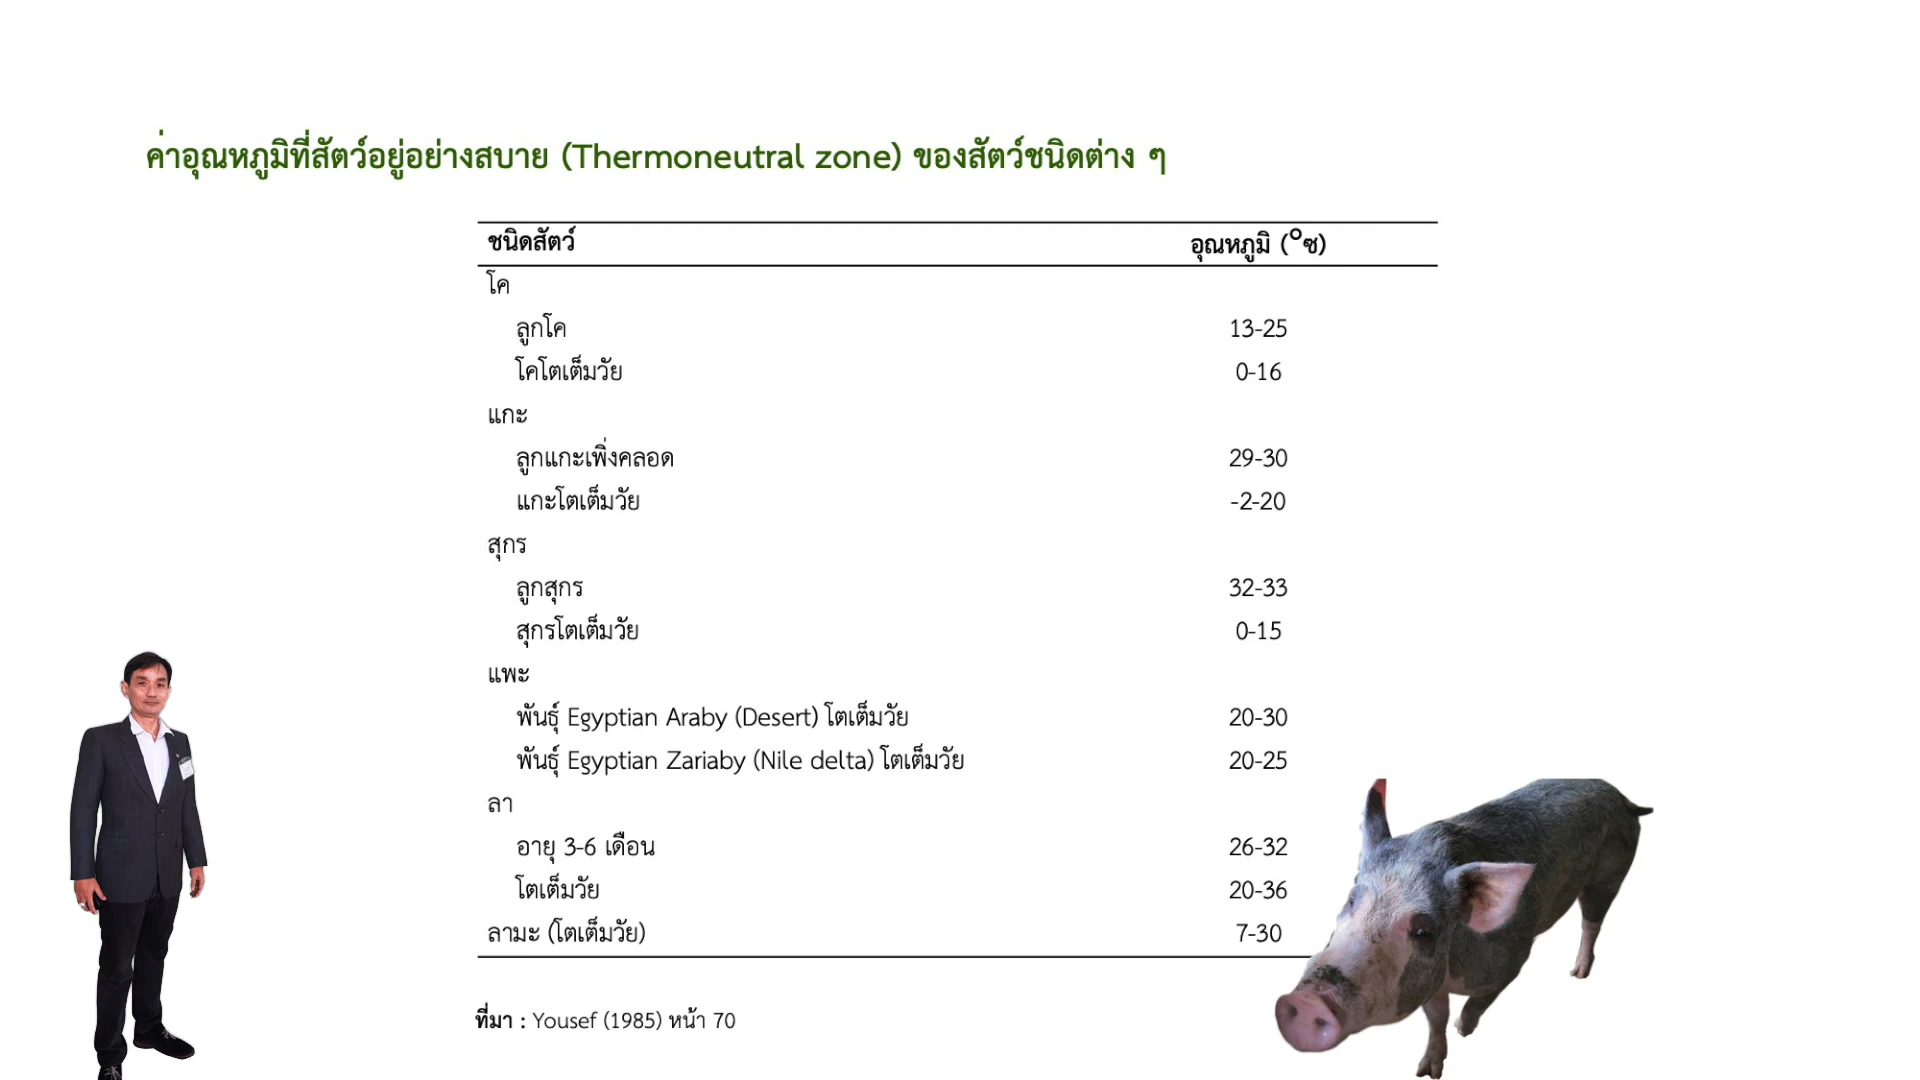 ค่าอุณหภูมิที่สัตว์อยู่อย่างสบาย (Thermoneutral zone) ของสัตว์ชนิดต่าง ๆ
ชนิดสัตว์ อุณหภูมิ (°ซ)
โค
ลูกโค 13-25
โคโตเต็มวัย 0-16
แกะ
ลูกแกะเพิ่งคลอด 29-30
แกะโตเต็มวัย -2-20
สุกร
ลูกสุกร 32-33
สุกรโตเต็มวัย 0-15
แพะ
พันธุ์ Egyptian Araby (Desert) โตเต็มวัย 20-30
พันธุ์ Egyptian Zariaby (Nile delta) โตเต็มวัย 20-25
ลา
อายุ 3-6 เดือน 26-32
โตเต็มวัย 20-36
ลามะ (โตเต็มวัย) 7-30
ที่มา : Yousef (1985) หน้า 70